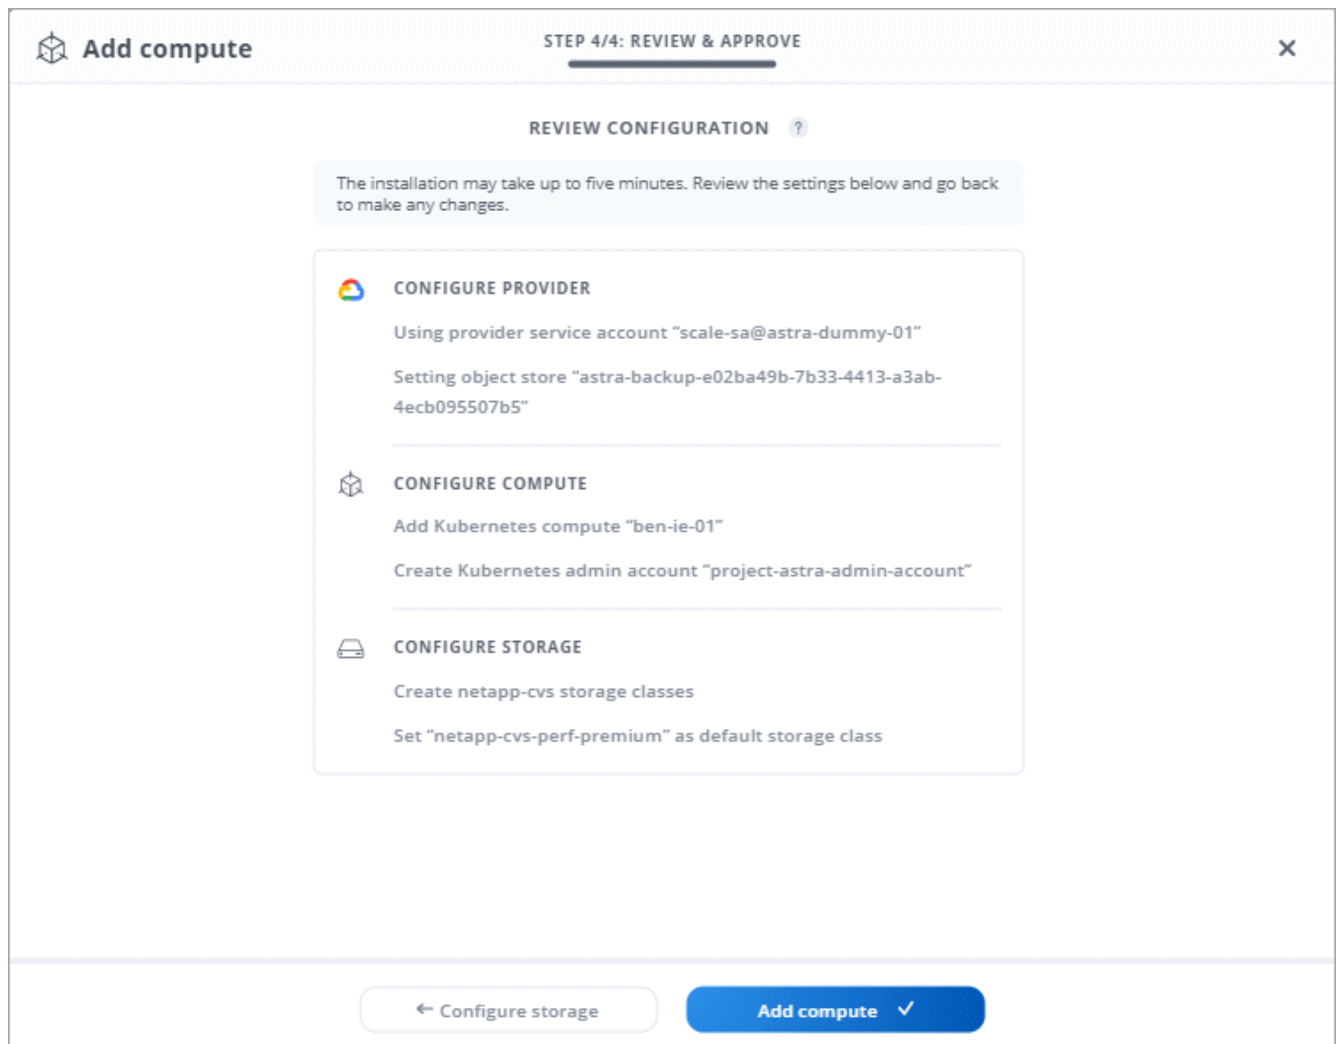 Add compute
STEP 4/4: REVIEW & APPROVE
REVIEW CONFIGURATION ?
The installation may take up to five minutes. Review the settings below and go back
to make any changes.
CONFIGURE PROVIDER
Using provider service account “scale-sa@astra-dummy-01”
Setting object store “astra-backup-e02ba49b-7b33-4413-a3ab-
4ecb095507b5”
CONFIGURE COMPUTE
Add Kubernetes compute “ben-ie-01”
Create Kubernetes admin account “project-astra-admin-account”
CONFIGURE STORAGE
Create netapp-cvs storage classes
Set “netapp-cvs-perf-premium” as default storage class
← Configure storage
Add compute ✓